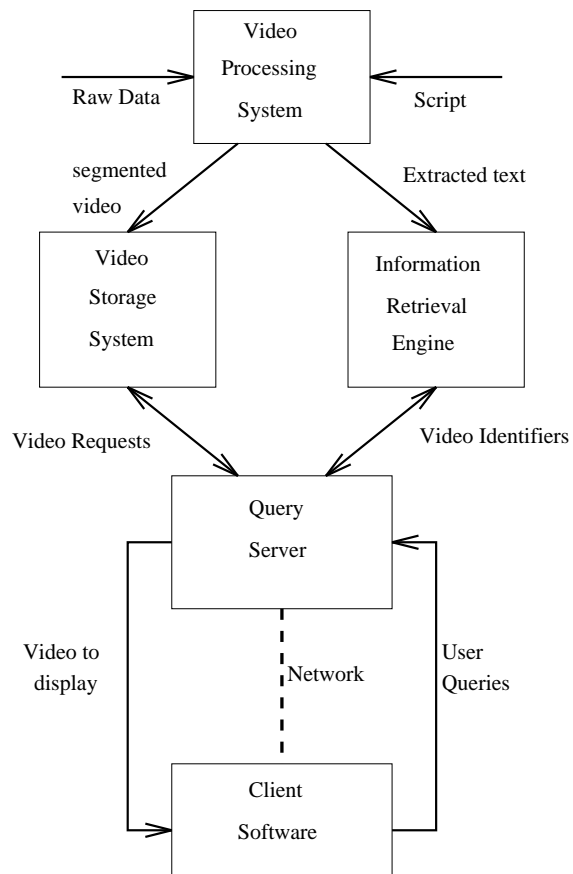 Video
Processing
System
Raw Data
Script
segmented
video
Extracted text
Video
Storage
System
Information
Retrieval
Engine
Video Requests
Video Identifiers
Query
Server
Video to
display
Network
User
Queries
Client
Software